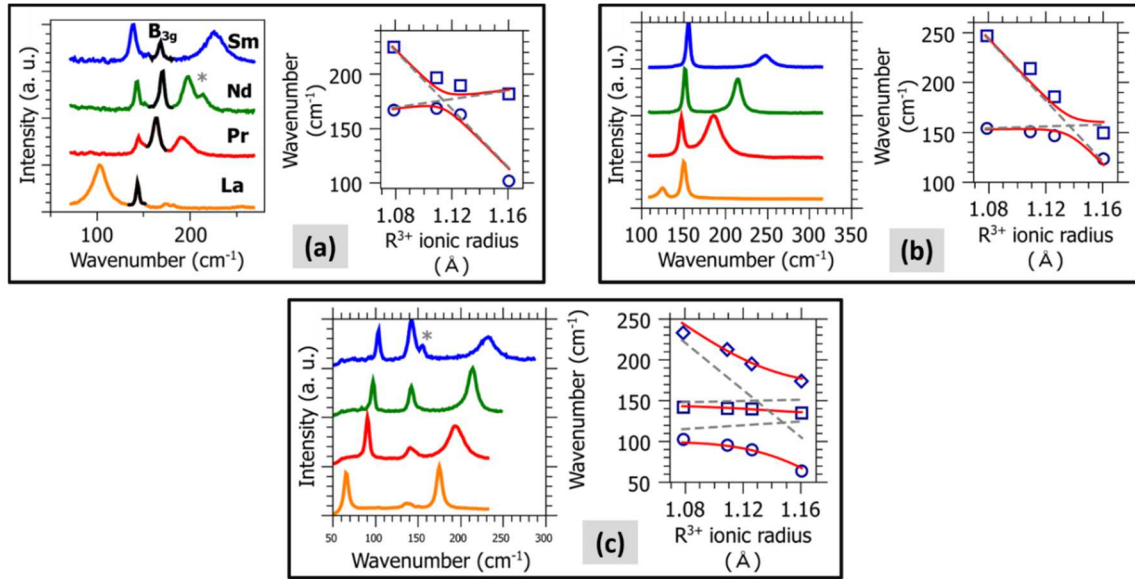 Intensity (a. u.)
B3g
Sm
*
Nd
Pr
La
100 200
Wavenumber (cm-1)
Wavenumber
(cm-1)
200
150
100
1.08 1.12 1.16
R3+ ionic radius
(Å)
(a)
Intensity (a. u.)
100 150 200 250 300 350
Wavenumber (cm-1)
Wavenumber
(cm-1)
250
200
150
100
1.08 1.12 1.16
R3+ ionic radius
(Å)
(b)
Intensity (a. u.)
*
50 100 150 200 250 300
Wavenumber (cm-1)
Wavenumber (cm-1)
250
200
150
100
50
1.08 1.12 1.16
R3+ ionic radius
(Å)
(c)